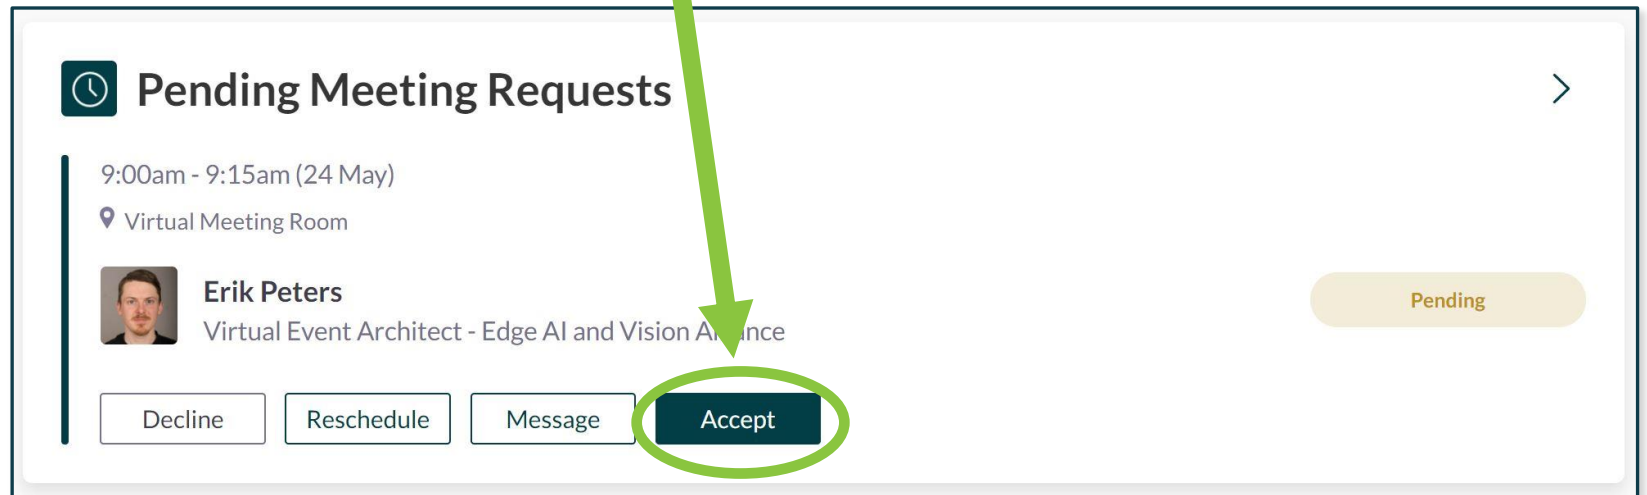 Pending Meeting Requests
9:00am - 9:15am (24 May)
Virtual Meeting Room
Erik Peters
Virtual Event Architect - Edge AI and Vision
Pending
Decline Reschedule Message Accept